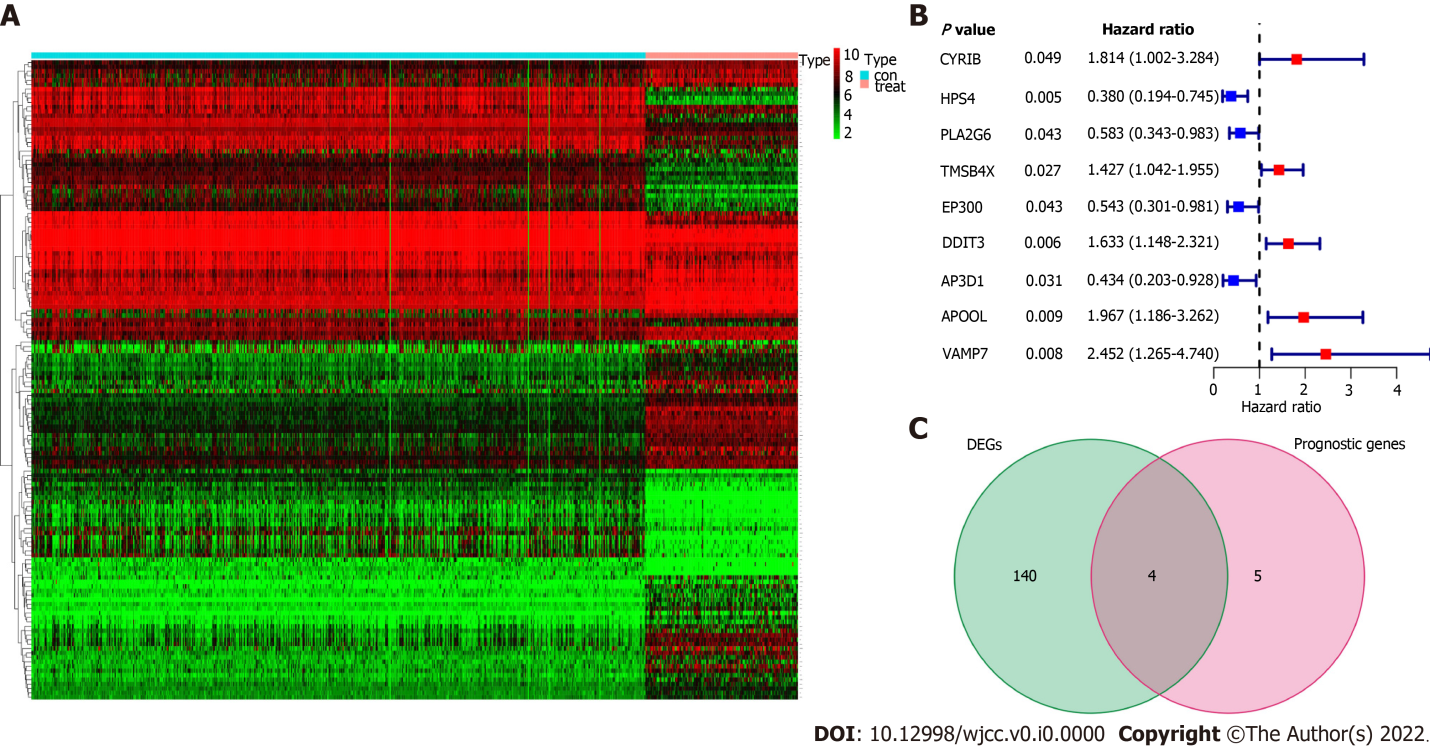 A
Type
10
8
6
4
2
Type
con
treat
B
P value Hazard ratio
CYRIB 0.049 1.814 (1.002-3.284)
HPS4 0.005 0.380 (0.194-0.745)
PLA2G6 0.043 0.583 (0.343-0.983)
TMSB4X 0.027 1.427 (1.042-1.955)
EP300 0.043 0.543 (0.301-0.981)
DDIT3 0.006 1.633 (1.148-2.321)
AP3D1 0.031 0.434 (0.203-0.928)
APOOL 0.009 1.967 (1.186-3.262)
VAMP7 0.008 2.452 (1.265-4.740)
0 1 2 3 4
Hazard ratio
C
DEGs Prognostic genes
140 4 5
DOI: 10.12998/wjcc.v0.i0.0000 Copyright ©The Author(s) 2022.